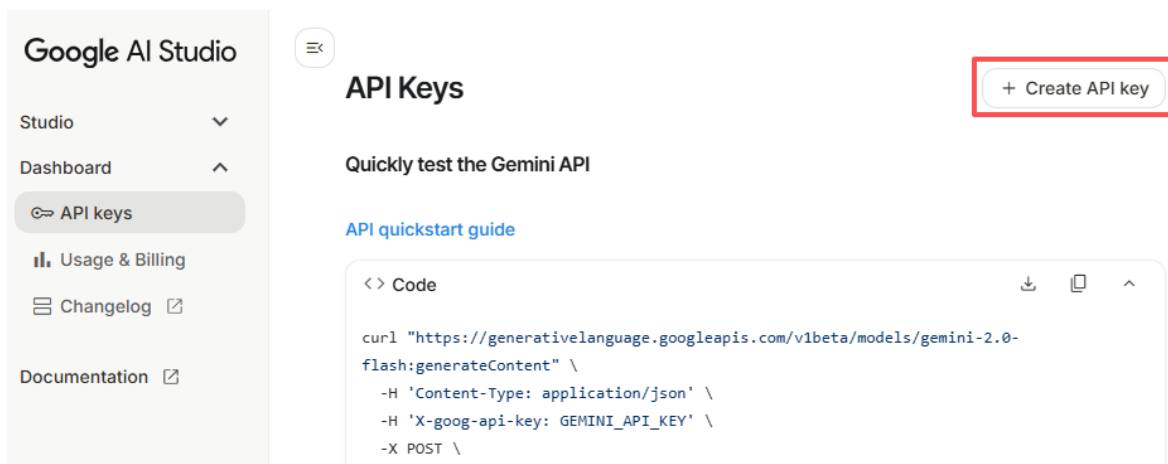 Google AI Studio
Studio
Dashboard
API keys
Usage & Billing
Changelog
Documentation
API Keys
+ Create API key
Quickly test the Gemini API
API quickstart guide
<> Code
curl "https://generativelanguage.googleapis.com/v1beta/models/gemini-2.0-
flash:generateContent" \
-H 'Content-Type: application/json' \
-H 'X-goog-api-key: GEMINI_API_KEY' \
-X POST \